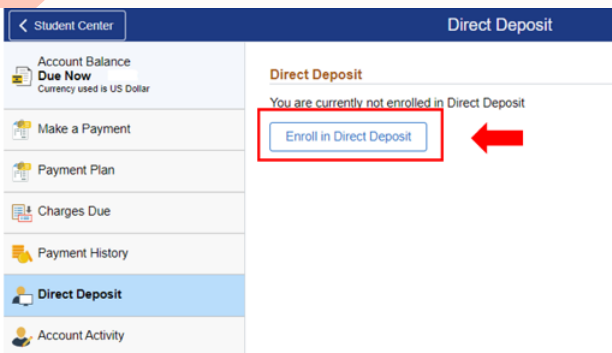 Student Center
Direct Deposit
Account Balance
Due Now
Currency used is US Dollar
Make a Payment
Payment Plan
Charges Due
Payment History
Direct Deposit
Account Activity
Direct Deposit
You are currently not enrolled in Direct Deposit
Enroll in Direct Deposit